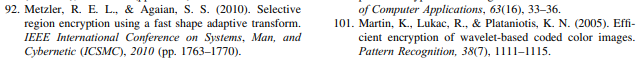 92. Metzler, R. E. L., & Agaian, S. S. (2010). Selective
region encryption using a fast shape adaptive transform.
IEEE International Conference on Systems, Man, and
Cybernetic (ICSMC), 2010 (pp. 1763–1770).
of Computer Applications, 63(16), 33–36.
101. Martin, K., Lukac, R., & Plataniotis, K. N. (2005). Effi-
cient encryption of wavelet-based coded color images.
Pattern Recognition, 38(7), 1111–1115.